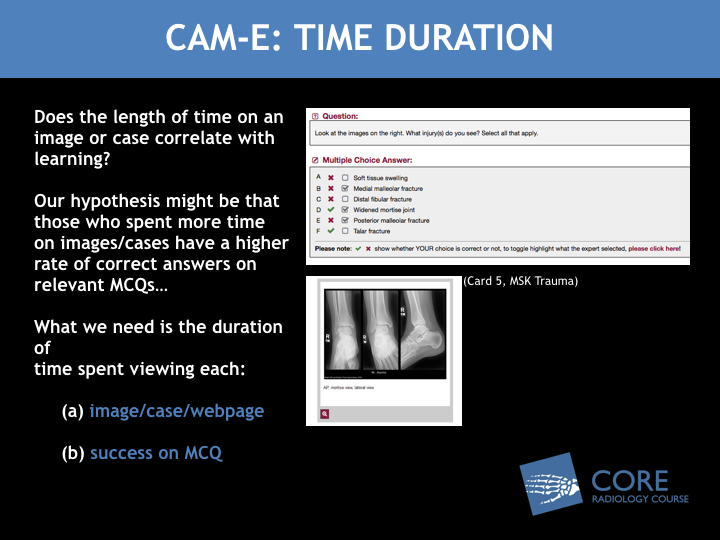 CAM-E: TIME DURATION
Does the length of time on an
image or case correlate with
learning?
Our hypothesis might be that
those who spent more time
on images/cases have a higher
rate of correct answers on
relevant MCQs…
What we need is the duration
of
time spent viewing each:
(a) image/case/webpage
(b) success on MCQ
Question:
Look at the images on the right. What injury(s) do you see? Select all that apply.
Multiple Choice Answer:
A ✖ ☐ Soft tissue swelling
B ✖ ☑ Medial malleolar fracture
C ✖ ☐ Distal fibular fracture
D ✔ ☑ Widened mortise joint
E ✖ ☑ Posterior malleolar fracture
F ✔ ☐ Talar fracture
Please note: ✔ ✖ show whether YOUR choice is correct or not, to toggle highlight what the expert selected, please click here!
(Card 5, MSK Trauma)
AP, mortise view, lateral view
CORE
RADIOLOGY COURSE